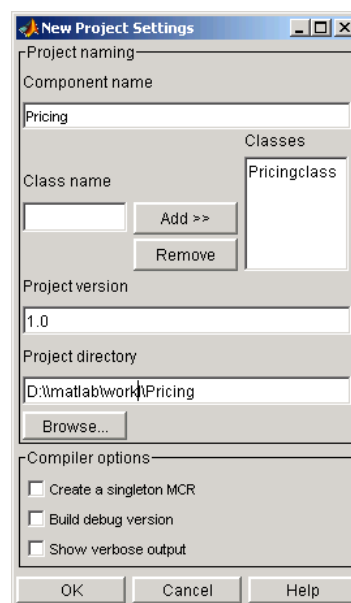 New Project Settings
Project naming
Component name
Pricing
Classes
Pricingclass
Class name
Add >>
Remove
Project version
1.0
Project directory
D:\\matlab\work\\Pricing
Browse...
Compiler options
Create a singleton MCR
Build debug version
Show verbose output
OK Cancel Help